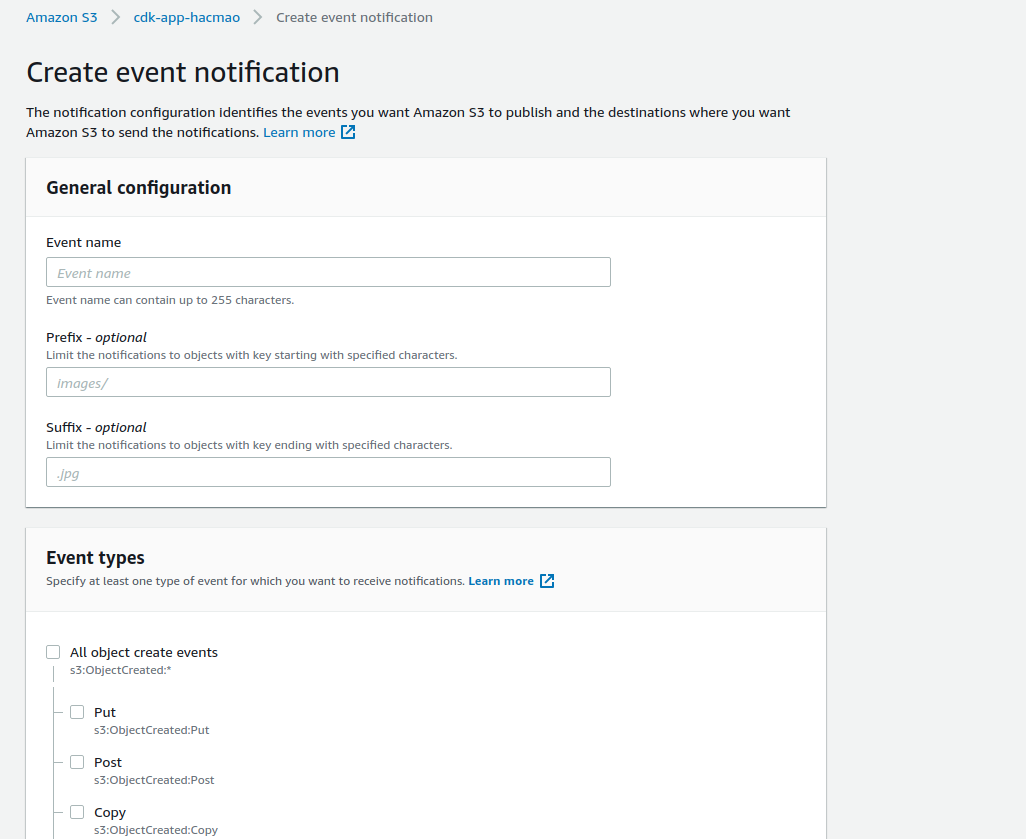 Amazon S3 > cdk-app-hacmao > Create event notification
Create event notification
The notification configuration identifies the events you want Amazon S3 to publish and the destinations where you want
Amazon S3 to send the notifications. Learn more
General configuration
Event name
Event name
Event name can contain up to 255 characters.
Prefix - optional
Limit the notifications to objects with key starting with specified characters.
images/
Suffix - optional
Limit the notifications to objects with key ending with specified characters.
.jpg
Event types
Specify at least one type of event for which you want to receive notifications. Learn more
All object create events
s3:ObjectCreated:*
Put
s3:ObjectCreated:Put
Post
s3:ObjectCreated:Post
Copy
s3:ObjectCreated:Copy